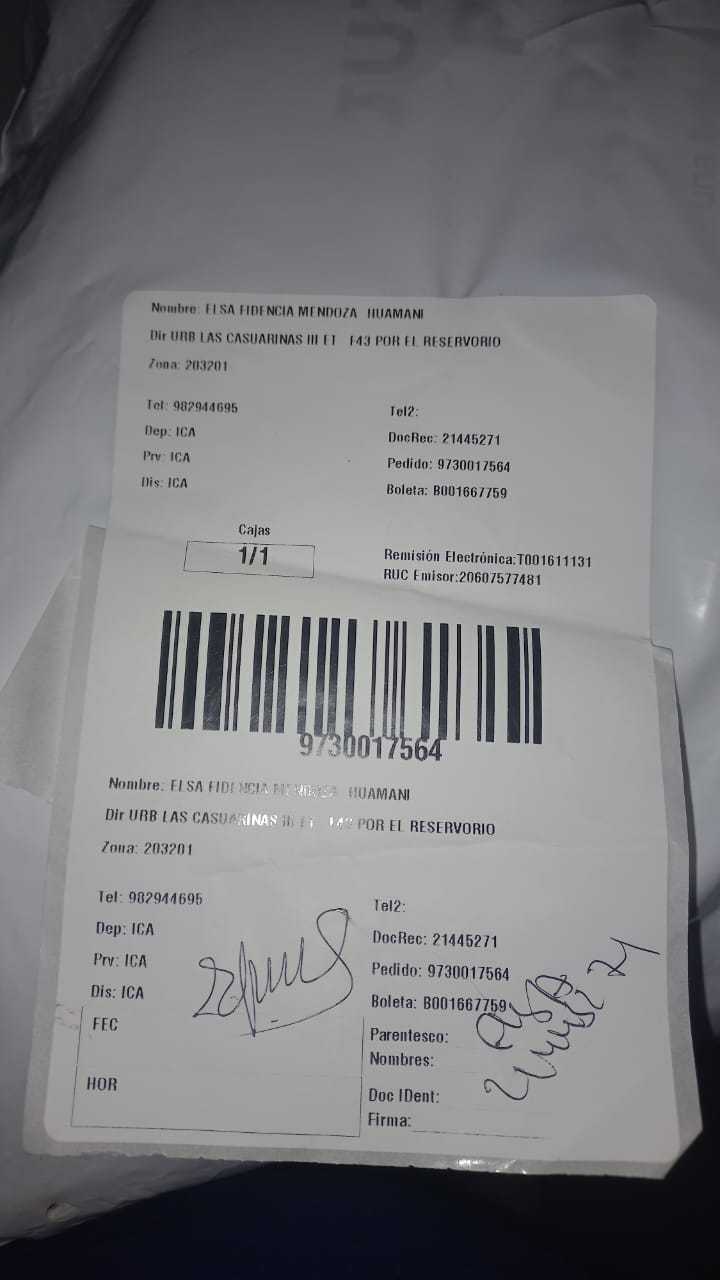 Nombre: ELSA FIDENCIA MENDOZA HUAMANI
Dir URB LAS CASUARINAS III ET F43 POR EL RESERVORIO
Zona: 203201
Tel: 982944695 Tel2:
Dep: ICA DocRec: 21445271
Prv: ICA Pedido: 9730017564
Dis: ICA Boleta: B001667759
Cajas
1/1 Remisión Electrónica:T001611131
RUC Emisor:20607577481
9730017564
Nombre: ELSA FIDENCIA MENDOZA HUAMANI
Dir URB LAS CASUARINAS III ET F43 POR EL RESERVORIO
Zona: 203201
Tel: 982944695 Tel2:
Dep: ICA DocRec: 21445271
Prv: ICA Pedido: 9730017564
Dis: ICA Boleta: B001667759
FEC Parentesco:
Nombres:
HOR Doc IDent:
Firma: